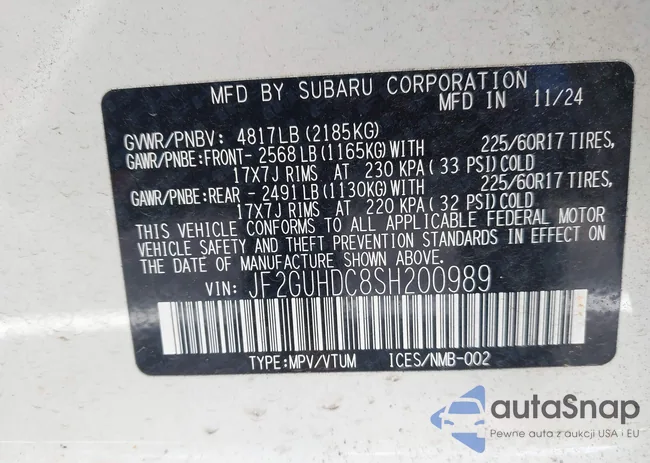 MFD BY SUBARU CORPORATION
MFD IN 11/24
GVWR/PNBV: 4817LB (2185KG)
GAWR/PNBE:FRONT- 2568 LB (1165KG) WITH 225/60R17 TIRES,
17X7J RIMS AT 230 KPA (33 PSI) COLD
GAWR/PNBE:REAR - 2491 LB (1130KG) WITH 225/60R17 TIRES,
17X7J RIMS AT 220 KPA (32 PSI) COLD
THIS VEHICLE CONFORMS TO ALL APPLICABLE FEDERAL MOTOR
VEHICLE SAFETY AND THEFT PREVENTION STANDARDS IN EFFECT ON
THE DATE OF MANUFACTURE SHOWN ABOVE.
VIN: JF2GUHDC8SH200989
TYPE:MPV/VTUM ICES/NMB-002
autaSnap
Pewne auta z aukcji USA i EU